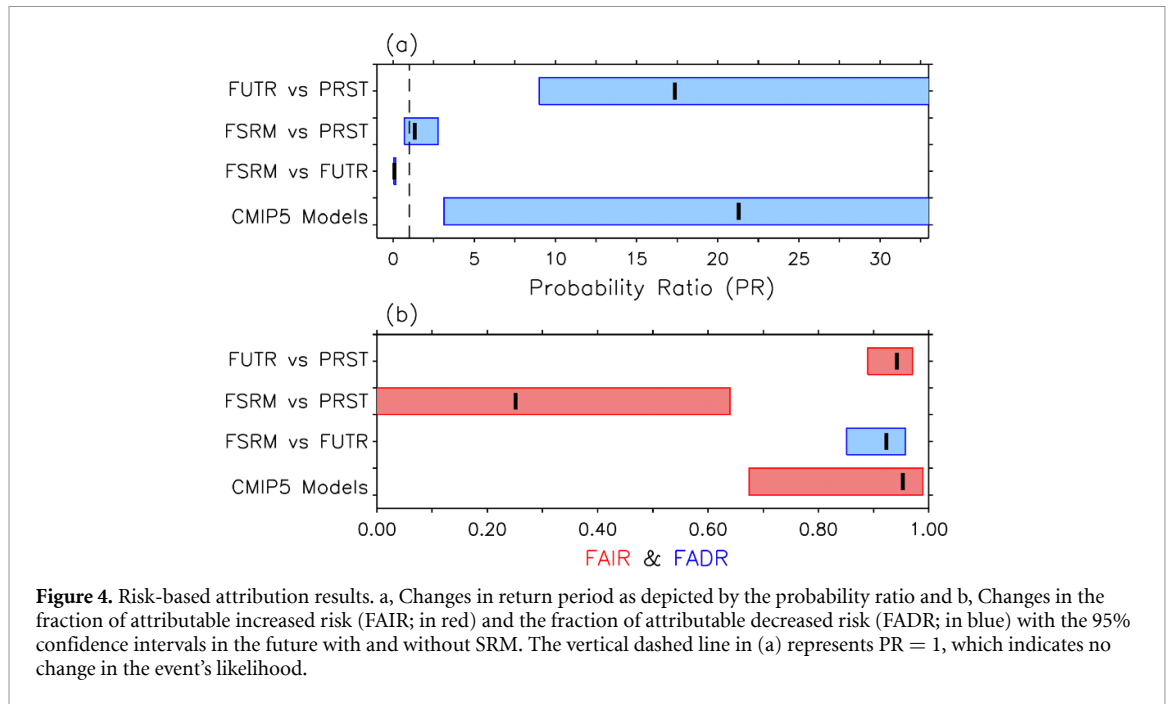 (a)
FUTR vs PRST
FSRM vs PRST
FSRM vs FUTR
CMIP5 Models
0 5 10 15 20 25 30
Probability Ratio (PR)
(b)
FUTR vs PRST
FSRM vs PRST
FSRM vs FUTR
CMIP5 Models
0.00 0.20 0.40 0.60 0.80 1.00
FAIR & FADR
Figure 4. Risk-based attribution results. a, Changes in return period as depicted by the probability ratio and b, Changes in the
fraction of attributable increased risk (FAIR; in red) and the fraction of attributable decreased risk (FADR; in blue) with the 95%
confidence intervals in the future with and without SRM. The vertical dashed line in (a) represents PR = 1, which indicates no
change in the event's likelihood.